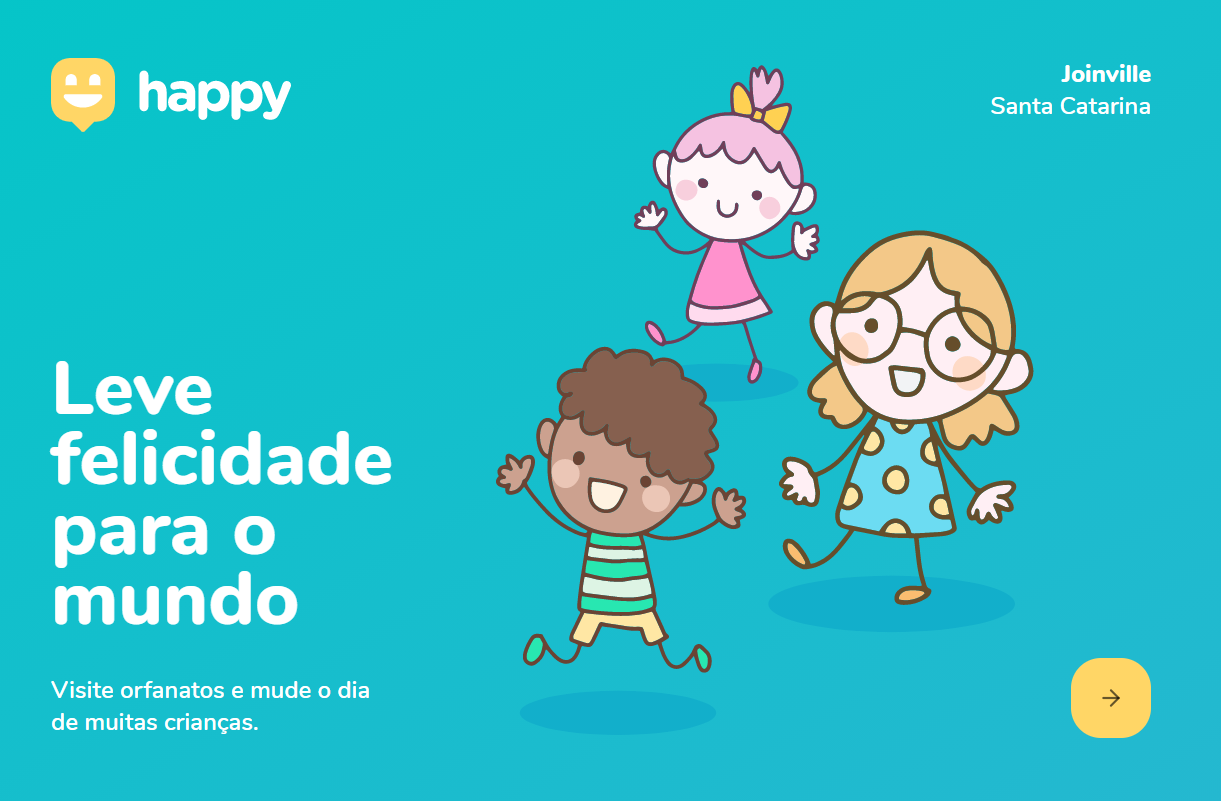 happy
Joinville
Santa Catarina
Leve
felicidade
para o
mundo
Visite orfanatos e mude o dia
de muitas crianças.